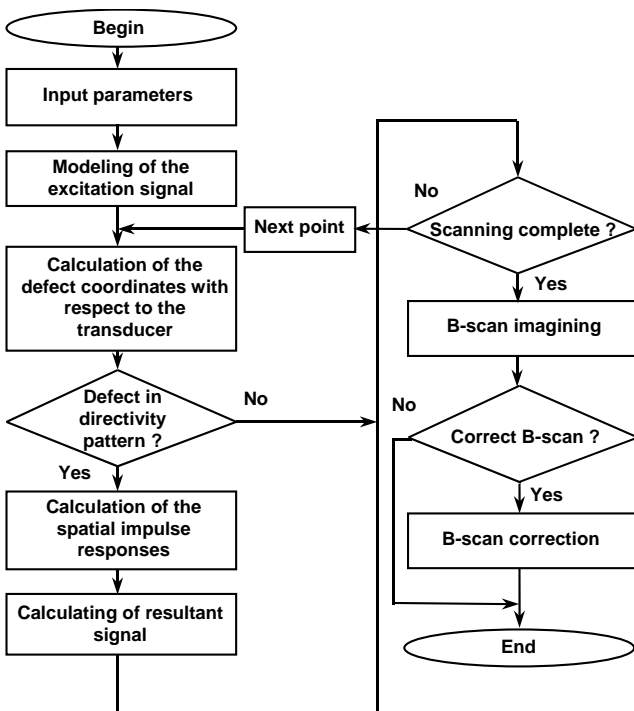 Begin
Input parameters
Modeling of the
excitation signal
Next point
Calculation of the
defect coordinates with
respect to the
transducer
Defect in
directivity
pattern ?
No
Yes
Calculation of the
spatial impulse
responses
Calculating of resultant
signal
No
Scanning complete ?
Yes
B-scan imagining
No
Correct B-scan ?
Yes
B-scan correction
End